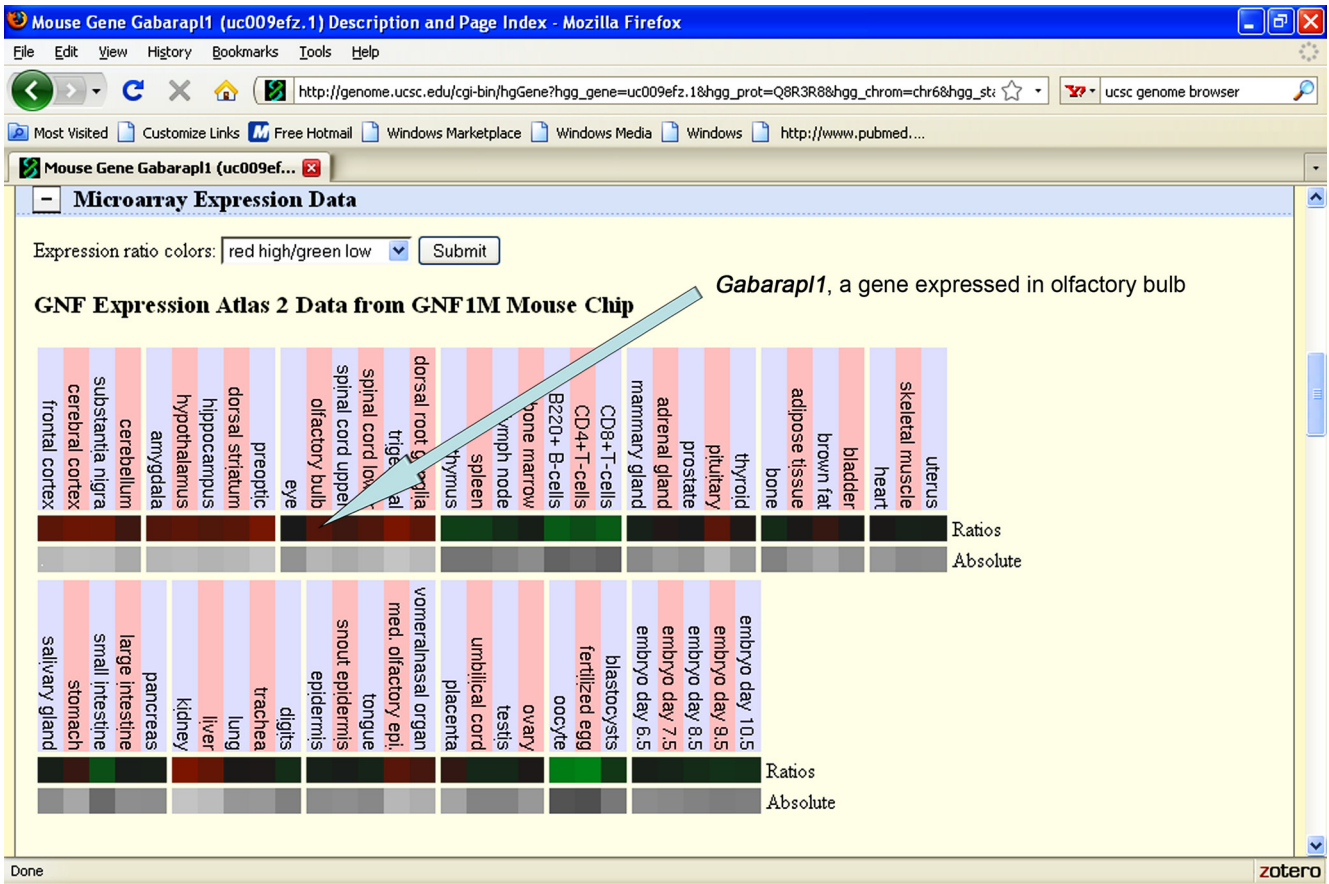 Mouse Gene Gabarapl1 (uc009efz.1) Description and Page Index - Mozilla Firefox
File Edit View History Bookmarks Tools Help
http://genome.ucsc.edu/cgi-bin/hgGene?hgg_gene=uc009efz.1&hgg_prot=Q8R3R8&hgg_chrom=chr6&hgg_sta
ucsc genome browser
Most Visited Customize Links Free Hotmail Windows Marketplace Windows Media Windows http://www.pubmed....
Mouse Gene Gabarapl1 (uc009ef...
Microarray Expression Data
Expression ratio colors: red high/green low Submit
Gabarapl1, a gene expressed in olfactory bulb
GNF Expression Atlas 2 Data from GNF1M Mouse Chip
frontal cortex
cerebral cortex
substantia nigra
cerebellum
amygdala
hypothalamus
hippocampus
dorsal striatum
preoptic
eye
olfactory bulb
spinal cord upper
spinal cord
dorsal root ganglia
thymus
spleen
lymph node
bone marrow
B220+ B-cells
CD4+T-cells
CD8+T-cells
mammary gland
adrenal gland
prostate
pituitary
thyroid
bone
adipose tissue
brown fat
bladder
heart
skeletal muscle
uterus
Ratios
Absolute
salivary gland
stomach
small intestine
large intestine
pancreas
kidney
liver
lung
trachea
digits
epidermis
snout epidermis
tongue
med. olfactory epi.
vomeralnasal organ
placenta
umbilical cord
testis
ovary
oocyte
fertilized egg
blastocysts
embryo day 6.5
embryo day 7.5
embryo day 8.5
embryo day 9.5
embryo day 10.5
Ratios
Absolute
Done
zotero